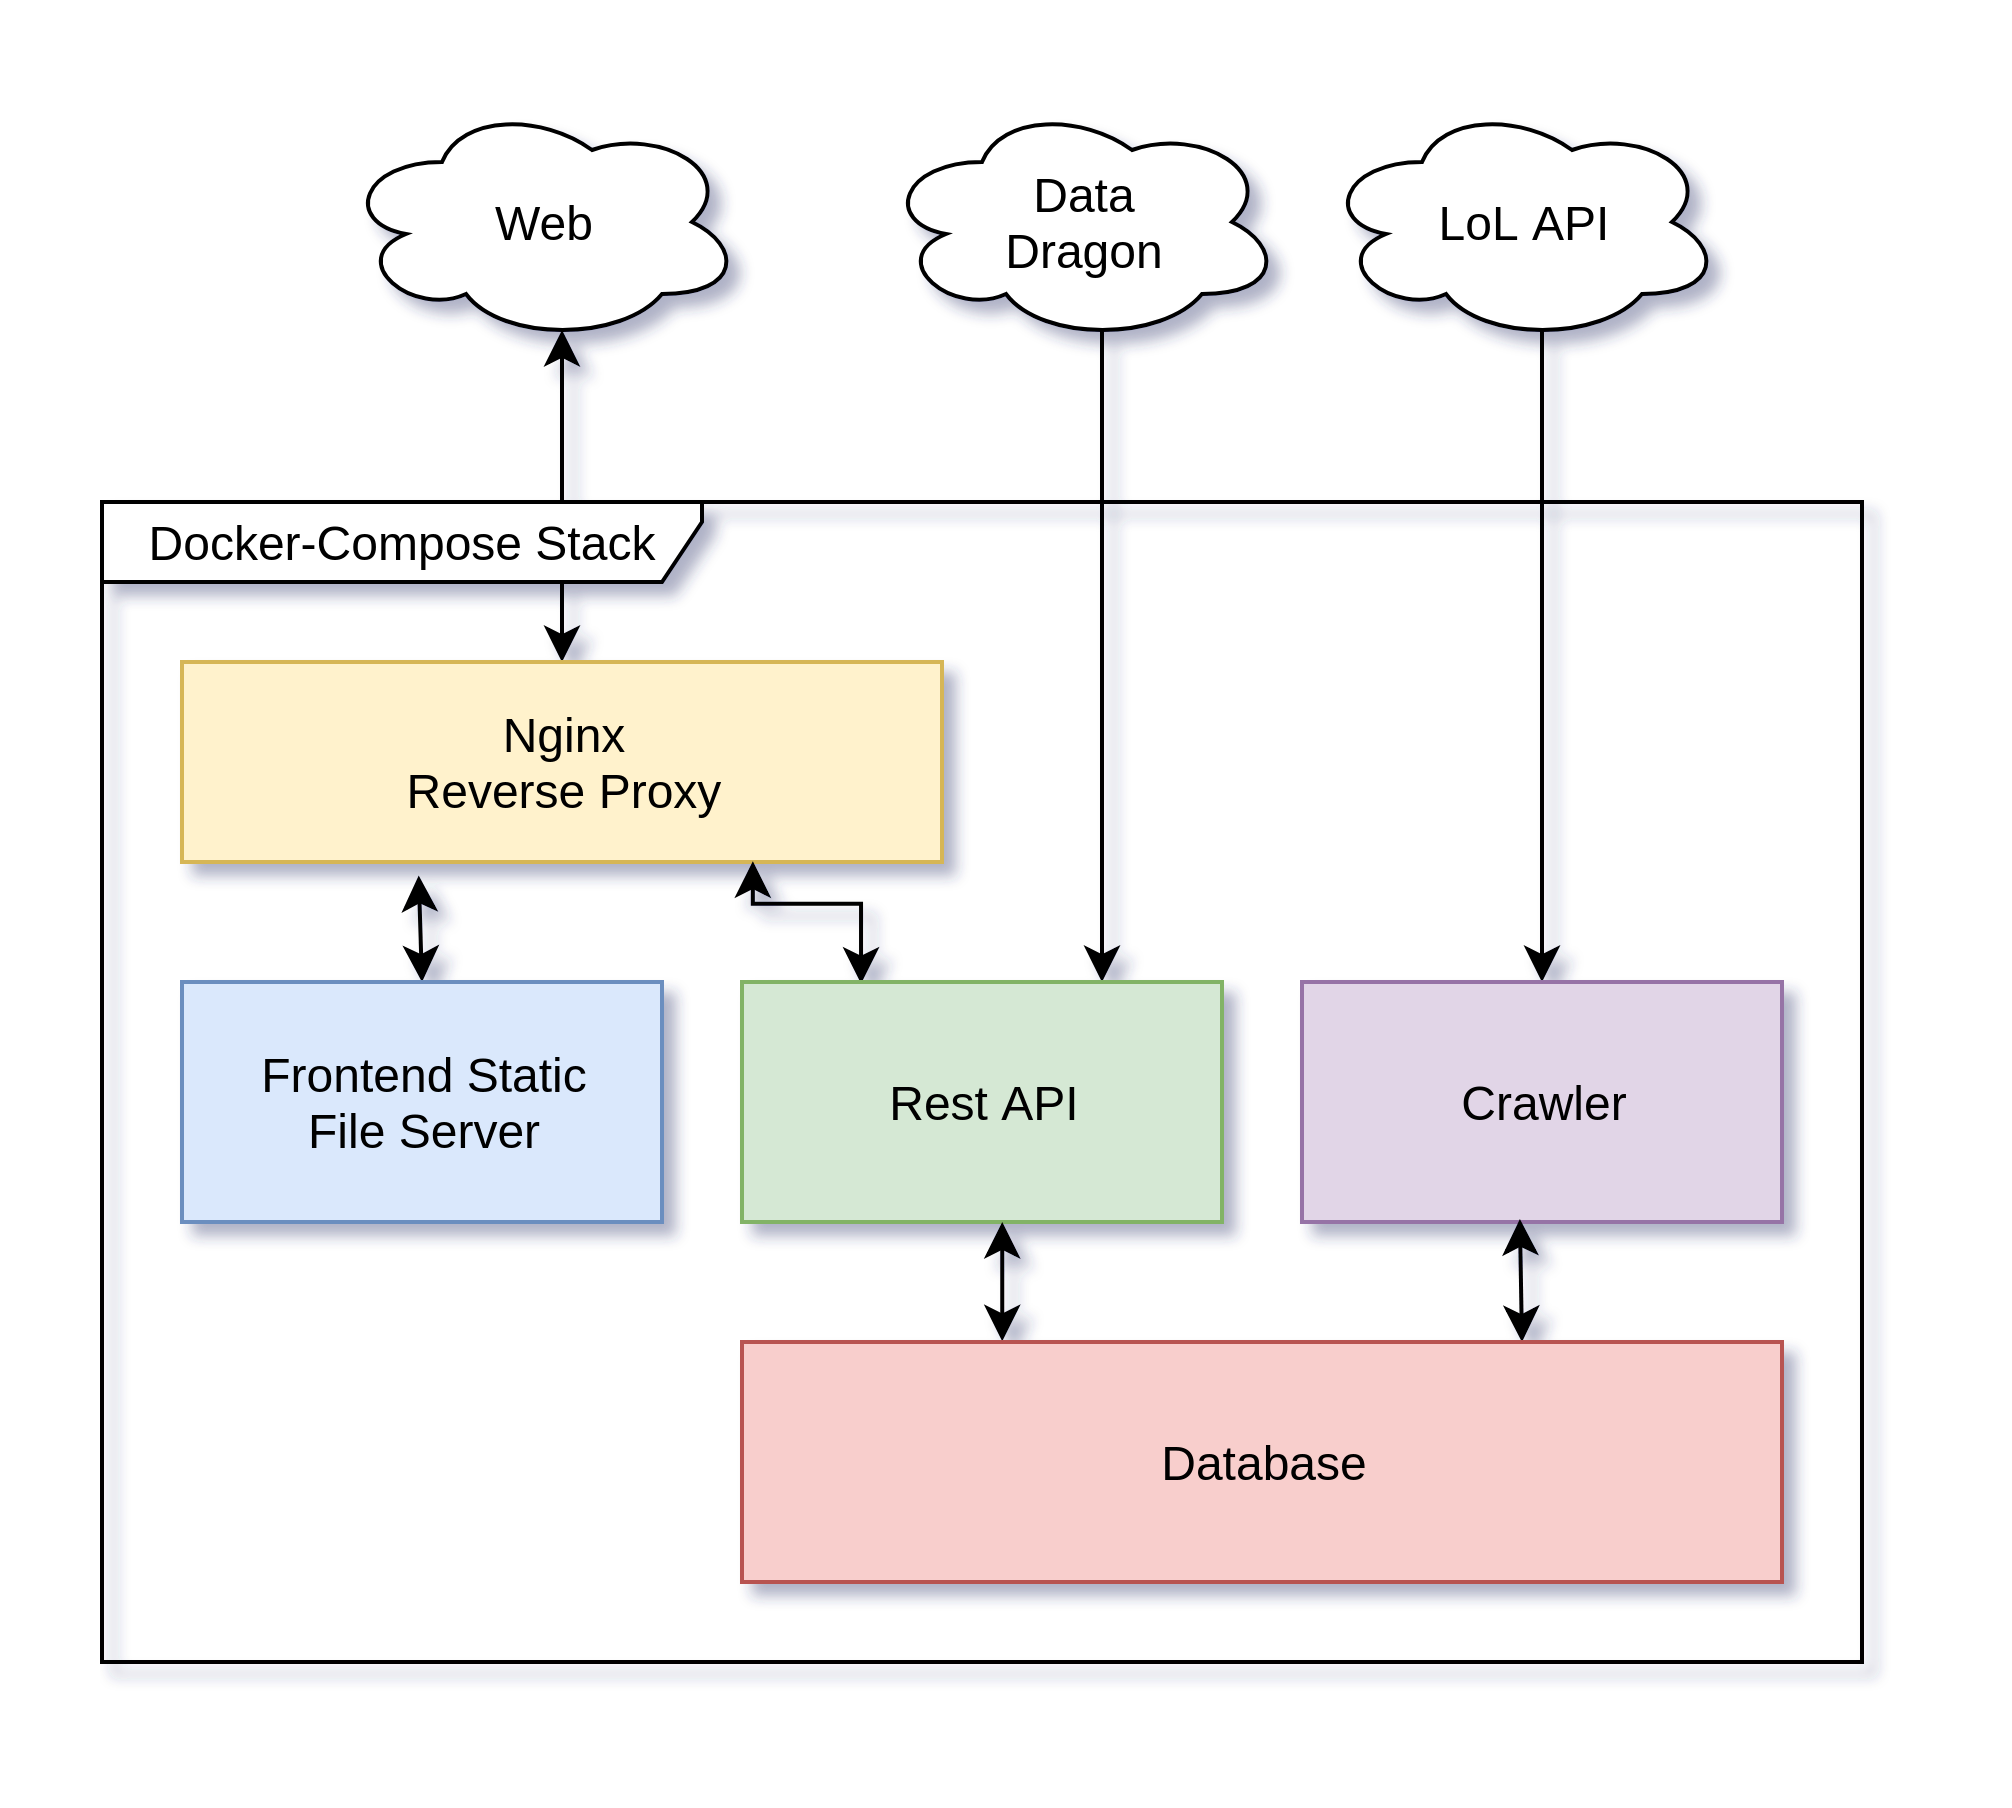 Web
Data
Dragon
LoL API
Docker-Compose Stack
Nginx
Reverse Proxy
Frontend Static
File Server
Rest API
Crawler
Database